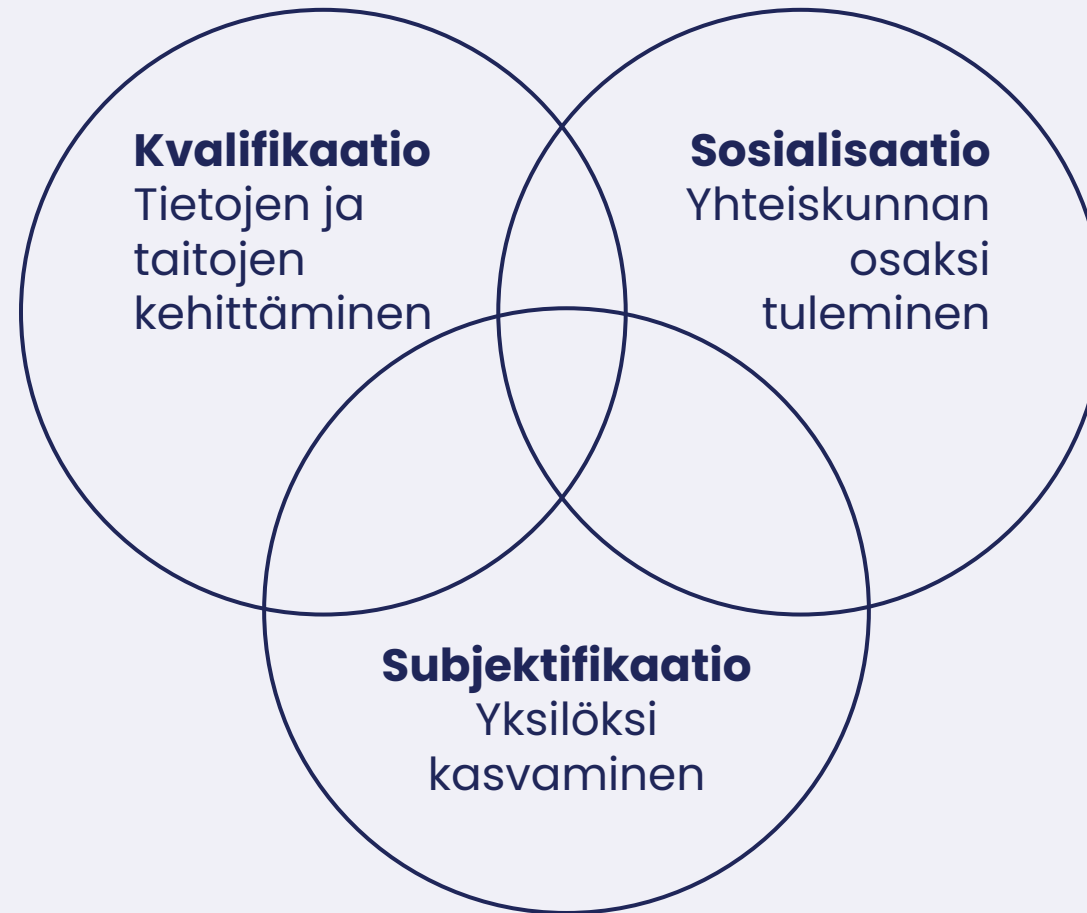 Kvalifikaatio
Tietojen ja
taitojen
kehittäminen
Sosialisaatio
Yhteiskunnan
osaksi
tuleminen
Subjektifikaatio
Yksilöksi
kasvaminen